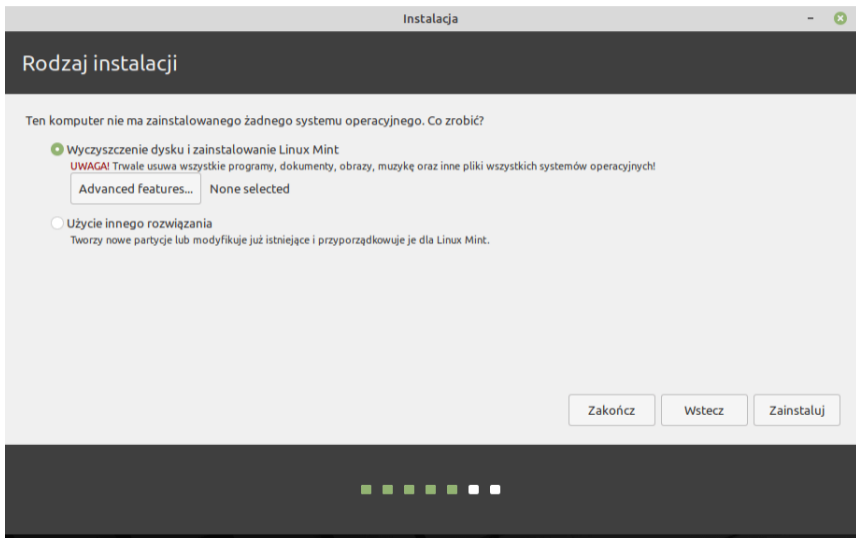 Instalacja
Rodzaj instalacji
Ten komputer nie ma zainstalowanego żadnego systemu operacyjnego. Co zrobić?
Wyczyszczenie dysku i zainstalowanie Linux Mint
UWAGA! Trwale usuwa wszystkie programy, dokumenty, obrazy, muzykę oraz inne pliki wszystkich systemów operacyjnych!
Advanced features... None selected
Użycie innego rozwiązania
Tworzy nowe partycje lub modyfikuje już istniejące i przyporządkowuje je dla Linux Mint.
Zakończ Wstecz Zainstaluj